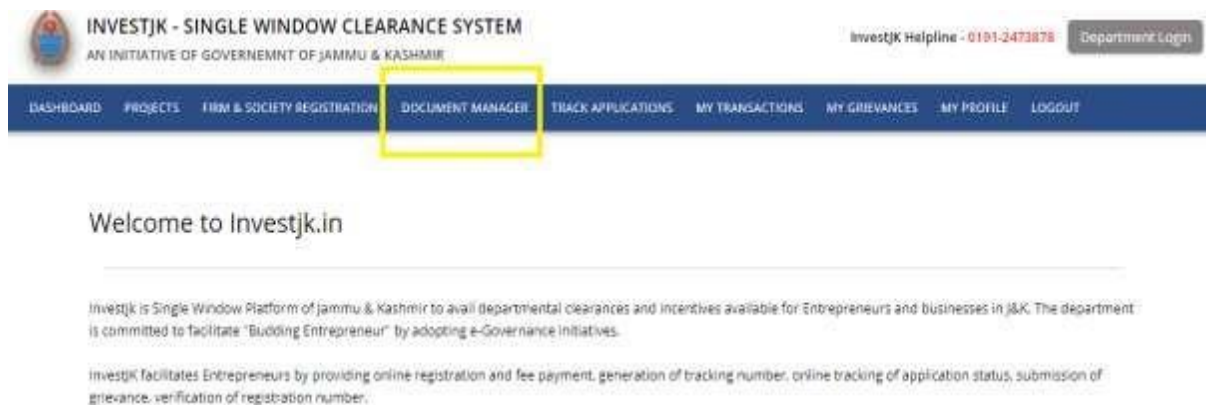 INVESTJK - SINGLE WINDOW CLEARANCE SYSTEM
AN INITIATIVE OF GOVERNEMNT OF JAMMU & KASHMIR
InvestJK Helpline - 0191-2473878
Department Login
DASHBOARD PROJECTS FIRM & SOCIETY REGISTRATION DOCUMENT MANAGER TRACK APPLICATIONS MY TRANSACTIONS MY GRIEVANCES MY PROFILE LOGOUT
Welcome to Investjk.in
Investjk is Single Window Platform of Jammu & Kashmir to avail departmental clearances and incentives available for Entrepreneurs and businesses in J&K. The department
is committed to facilitate "Budding Entrepreneur" by adopting e-Governance initiatives.
InvestJK facilitates Entrepreneurs by providing online registration and fee payment, generation of tracking number, online tracking of application status, submission of
grievance, verification of registration number.